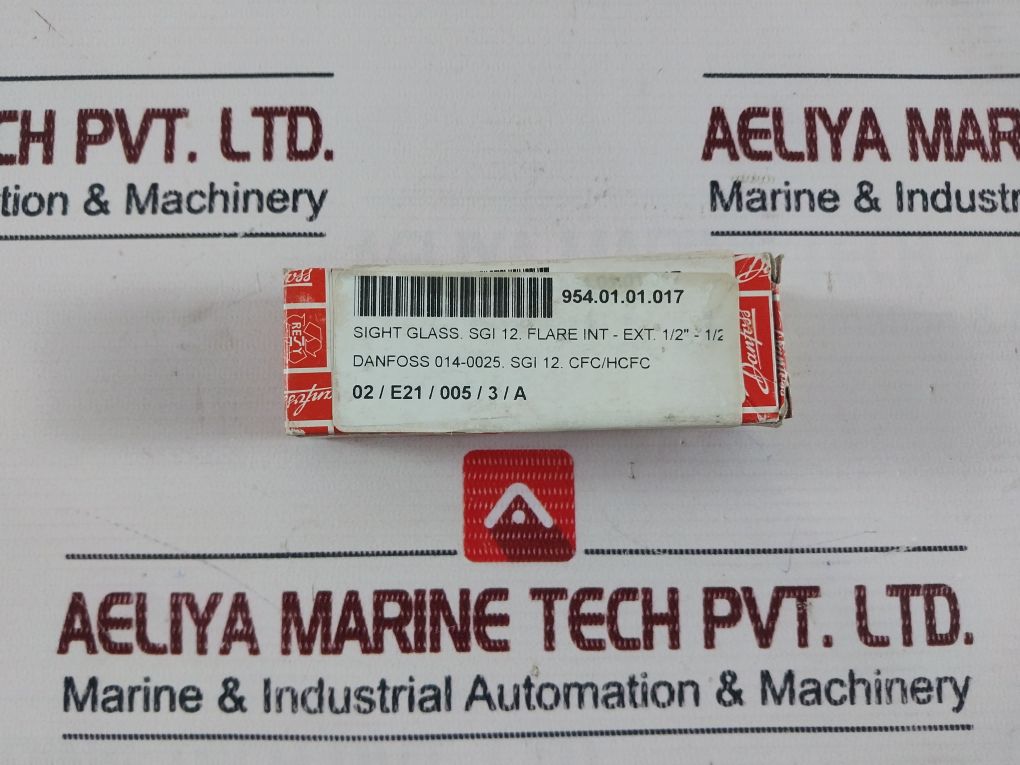 CH PVT. LTD.
tion & Machinery
AELIYA MAR
Marine & Industr
954.01.01.017
SIGHT GLASS. SGI 12. FLARE INT - EXT. 1/2" - 1/2
DANFOSS 014-0025. SGI 12. CFC/HCFC
02 / E21 / 005 / 3 / A
RESY
Danfoss
AELIYA MARINE TECH PVT. LTD.
Marine & Industrial Automation & Machinery